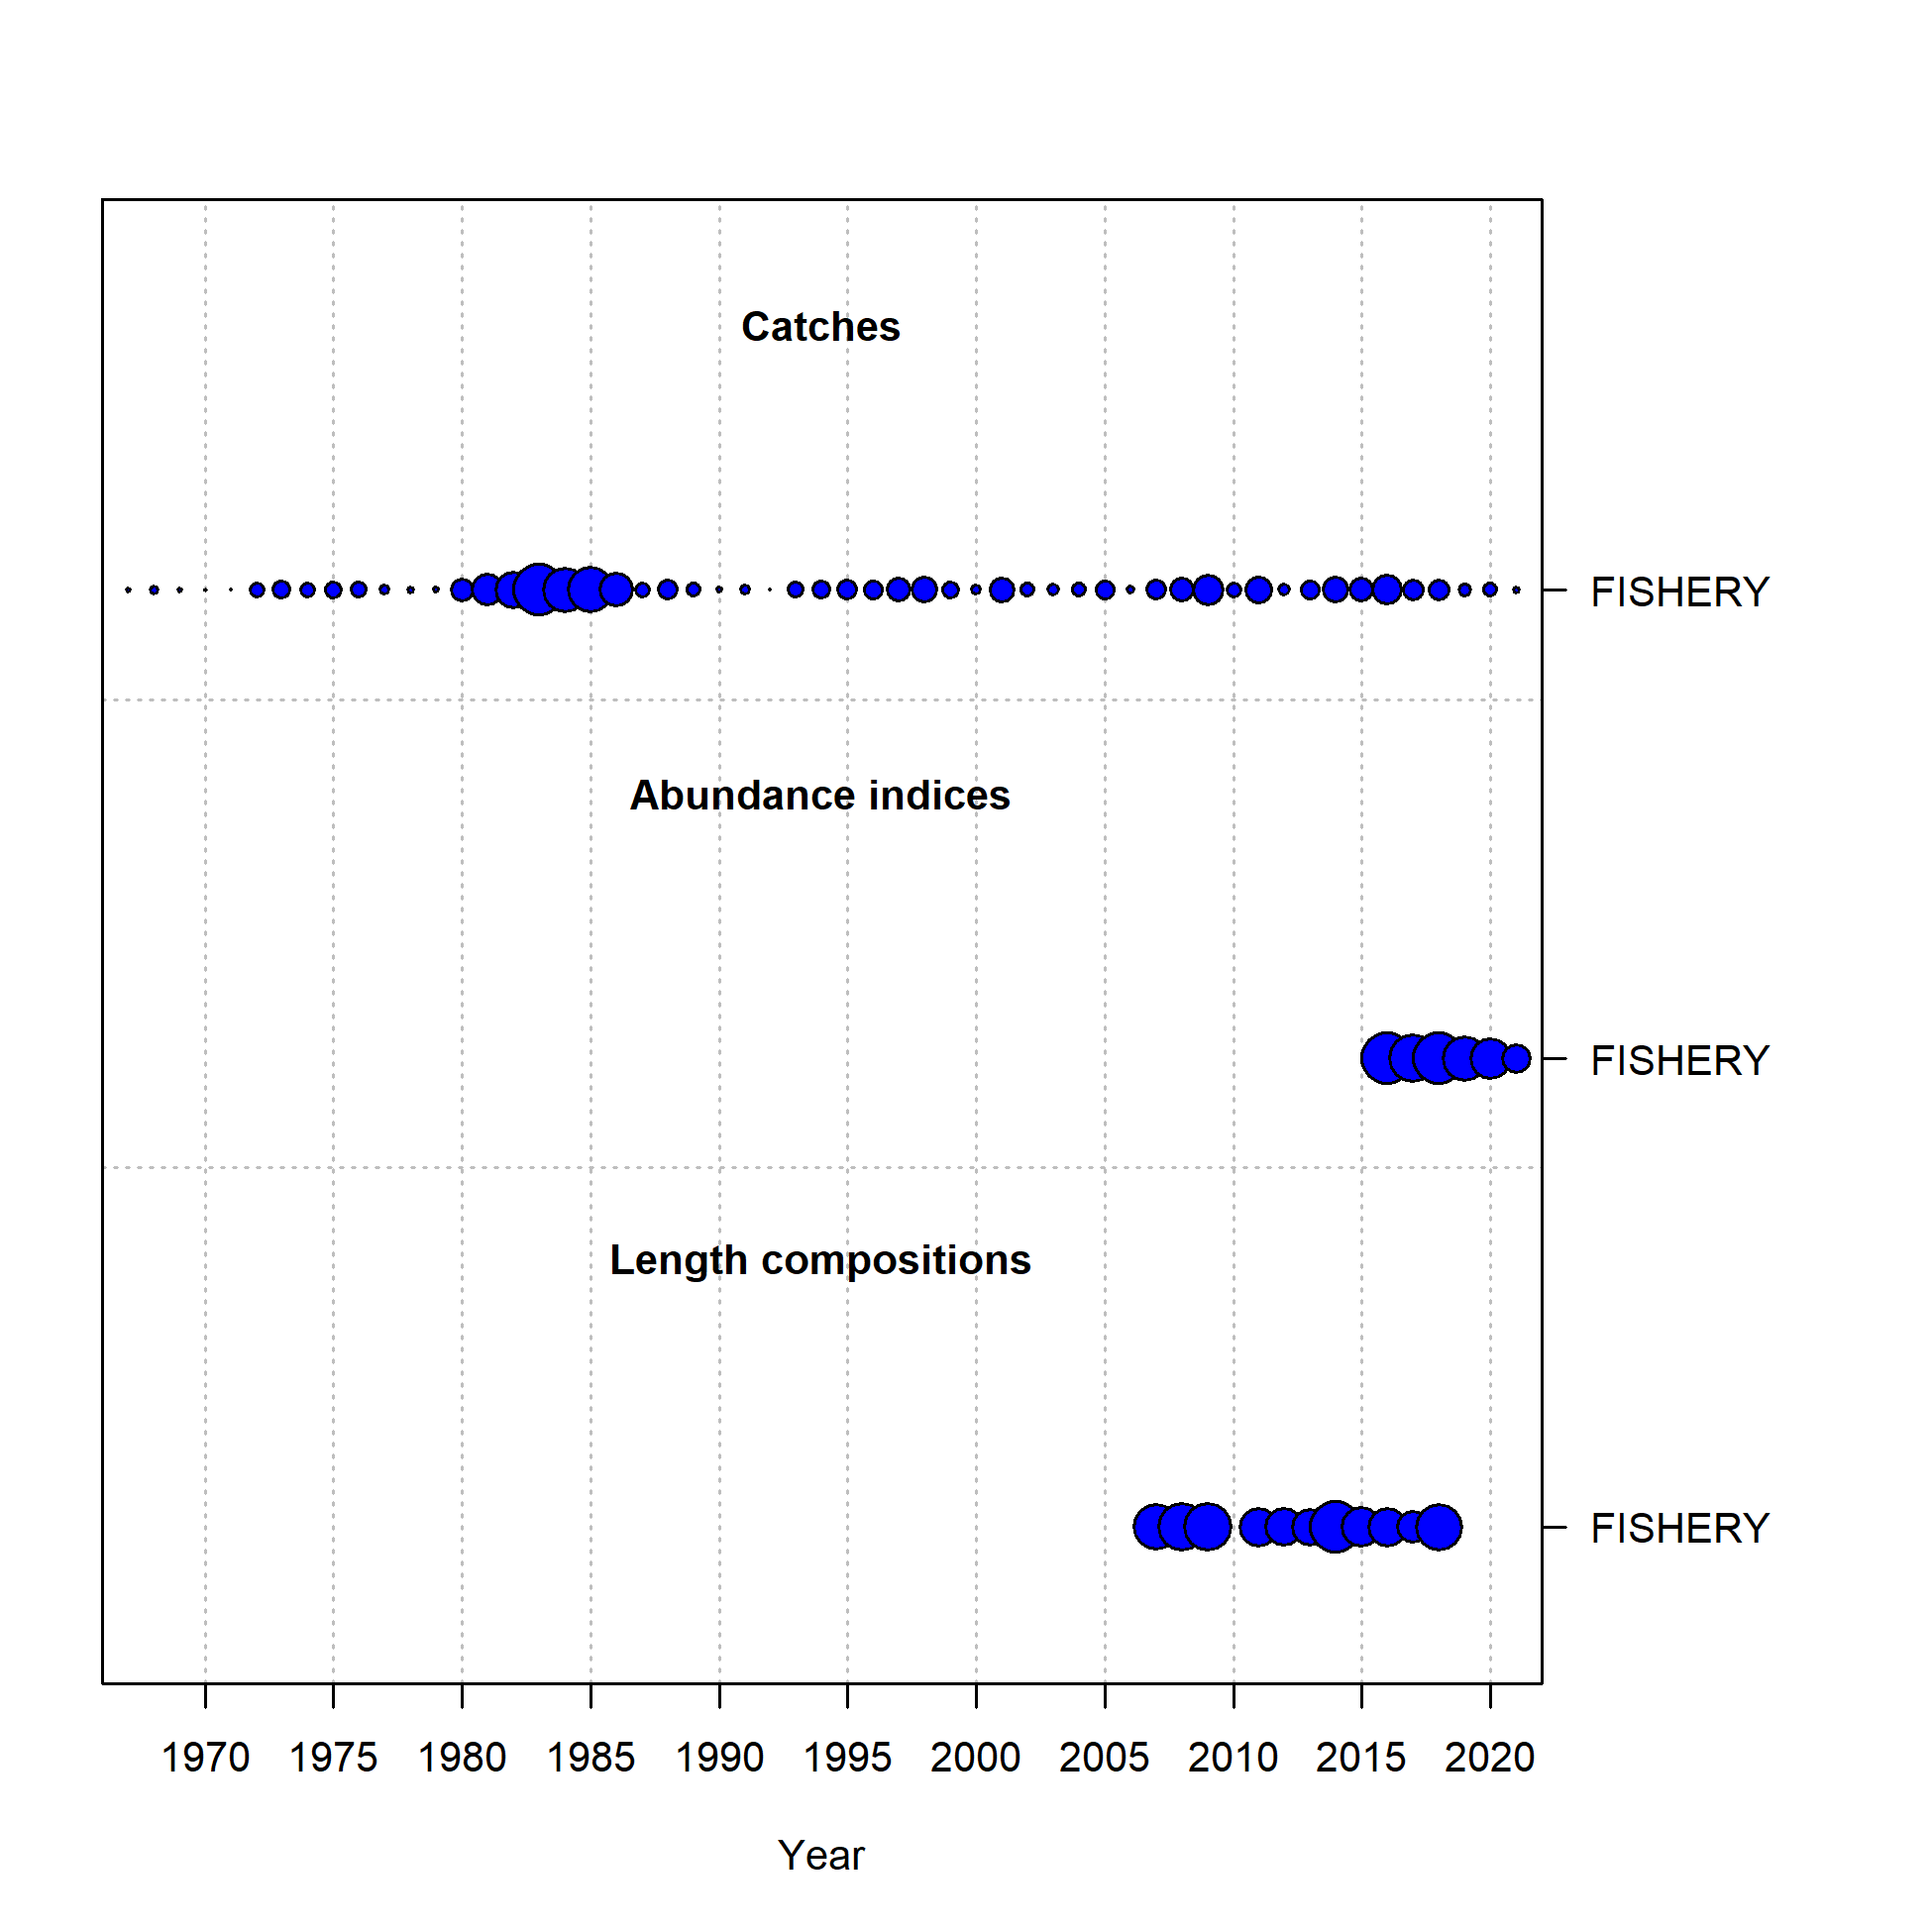 Catches
FISHERY
Abundance indices
FISHERY
Length compositions
FISHERY
1970 1975 1980 1985 1990 1995 2000 2005 2010 2015 2020
Year